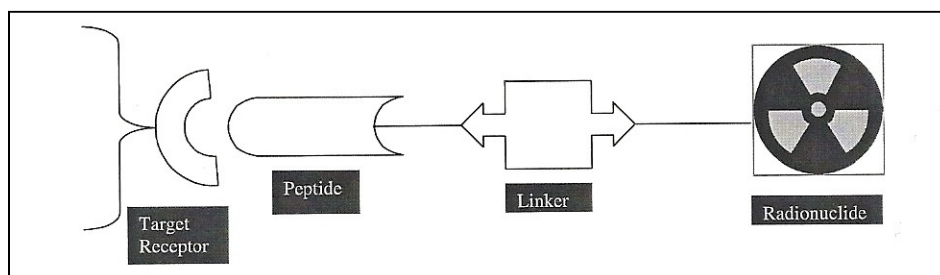 Target
Receptor
Peptide
Linker
Radionuclide